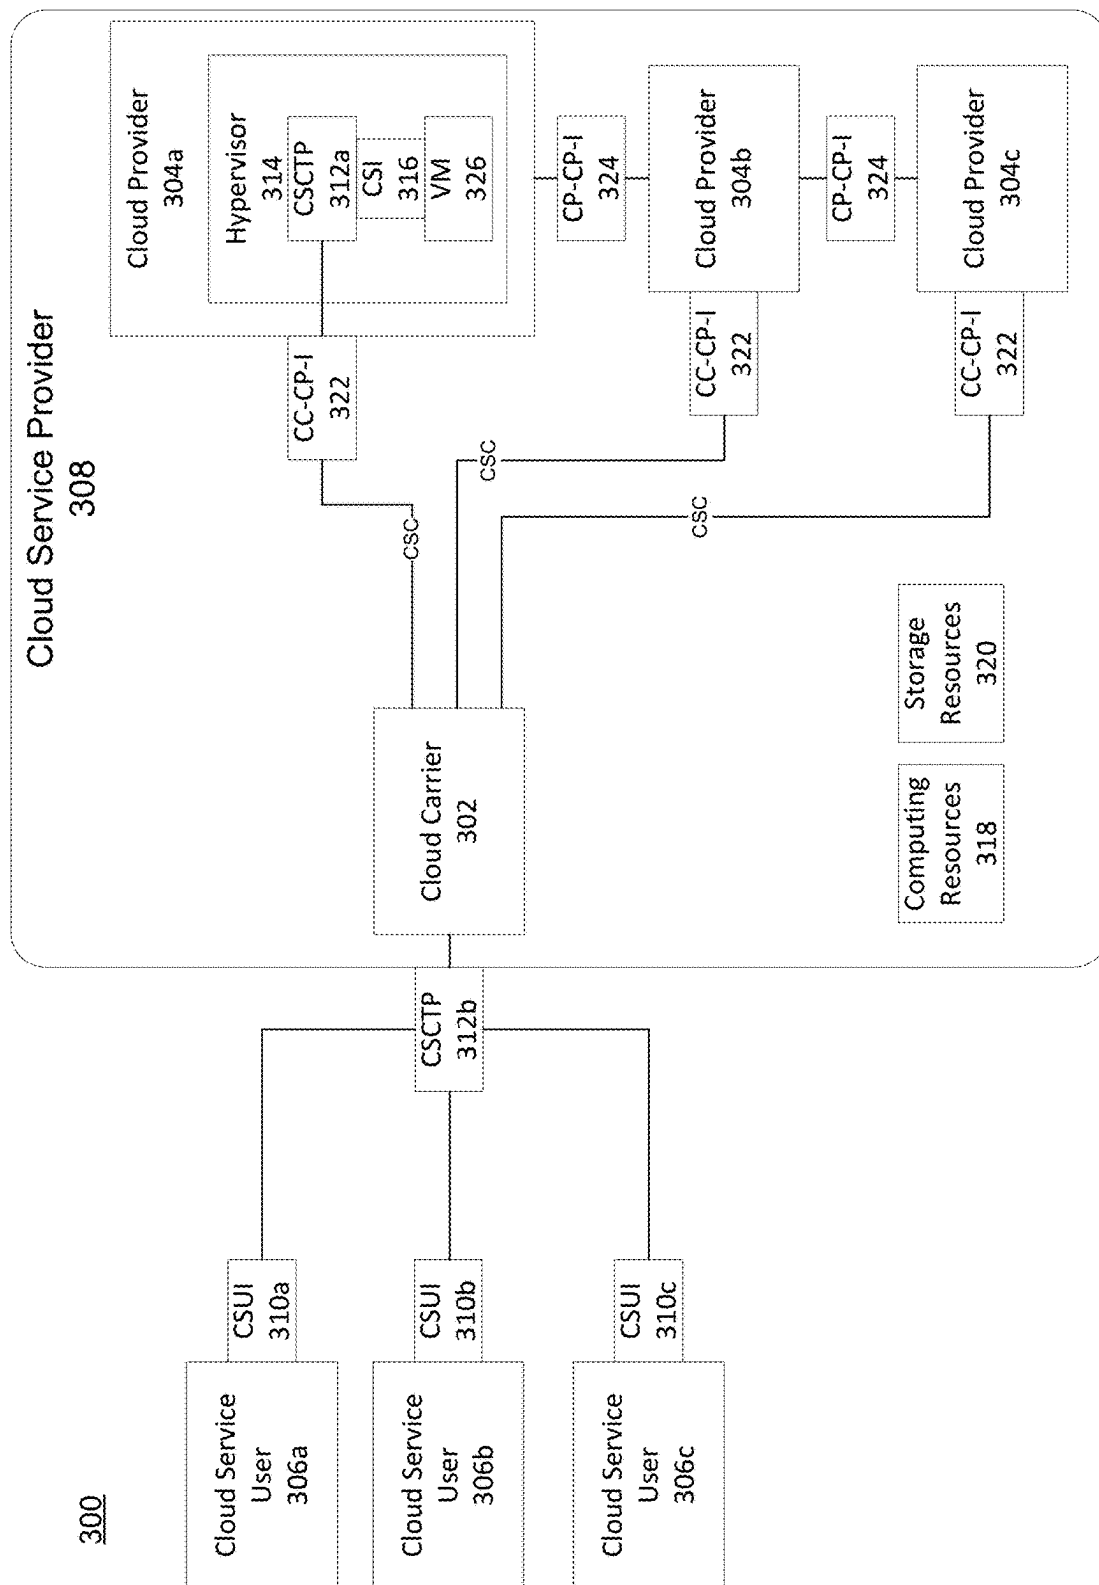 300
Cloud Service Provider
308
Cloud Service
User
306a
CSUI
310a
Cloud Service
User
306b
CSUI
310b
Cloud Service
User
306c
CSUI
310c
CSCTP
312b
Cloud Carrier
302
CSC
CSC
CSC
CC-CP-I
322
Cloud Provider
304a
Hypervisor
314
CSCTP
312a
CSI
316
VM
326
CP-CP-I
324
CC-CP-I
322
Cloud Provider
304b
CP-CP-I
324
CC-CP-I
322
Cloud Provider
304c
Computing
Resources
318
Storage
Resources
320